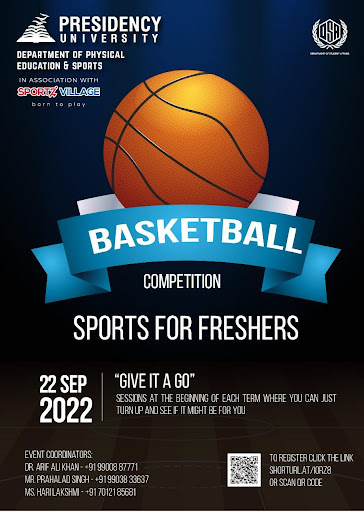 PRESIDENCY
UNIVERSITY
DEPARTMENT OF PHYSICAL
EDUCATION & SPORTS
IN ASSOCIATION WITH
SPORTZ VILLAGE
born to play
DSA
BASKETBALL
COMPETITION
SPORTS FOR FRESHERS
22 SEP
2022
"GIVE IT A GO"
SESSIONS AT THE BEGINNING OF EACH TERM WHERE YOU CAN JUST
TURN UP AND SEE IF IT MIGHT BE FOR YOU
EVENT COORDINATORS:
DR. ARIF ALI KHAN - +91 99008 87771
MR. PRAHALAD SINGH - +91 99038 33637
MS. HARILAKSHMI - +91 70121 85681
TO REGISTER CLICK THE LINK
SHORTURL.AT/IORZ8
OR SCAN OR CODE